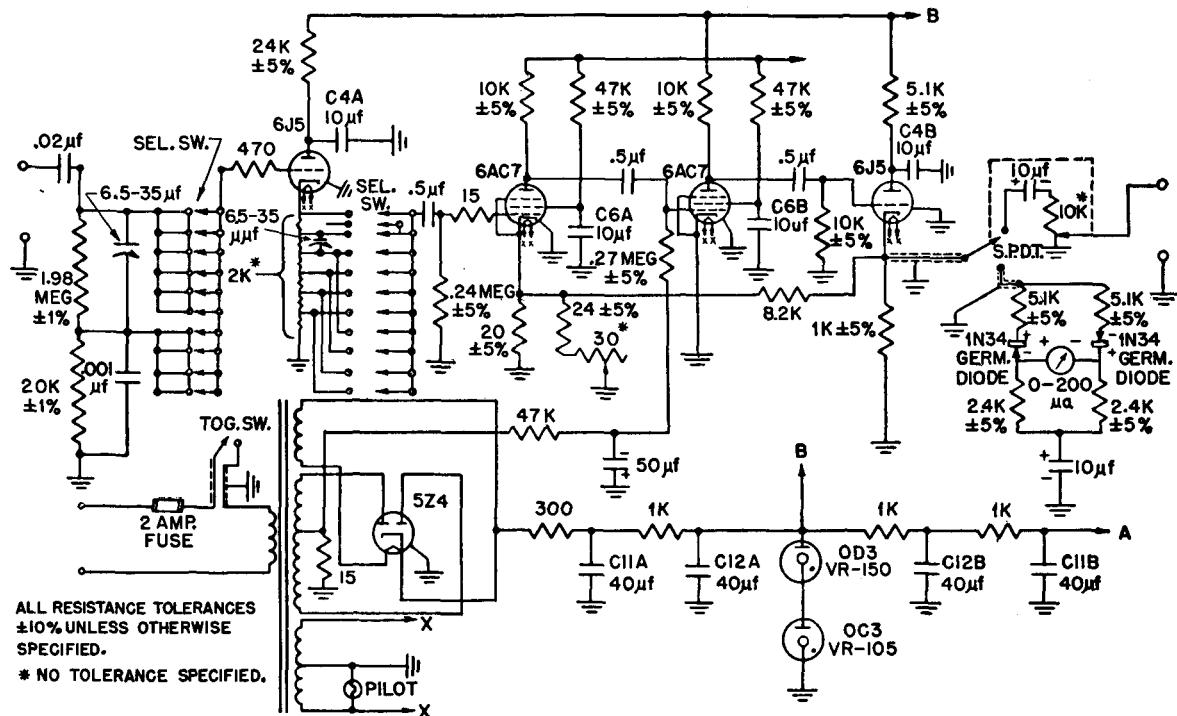 B
24K
±5%
10K
±5%
47K
±5%
10K
±5%
47K
±5%
5.1K
±5%
C4A
10µf
6J5
C4B
10µf
6J5
.02µf
SEL. SW.
470
6.5-35µf
SEL.
SW.
.5µf
15
6AC7
.5µf
6AC7
.5µf
10µf
10K*
S.P.D.T.
X X
6.5-35
µµf
2K*
X X
C6A
10µf
X X
C6B
10µf
10K
±5%
X X
1.98
MEG
±1%
.24MEG
±5%
.27 MEG
±5%
20
±5%
24 ±5%
30*
8.2K
1K ±5%
5.1K
±5%
5.1K
±5%
1N34
GERM.
DIODE
+
-
+
-
0-200
µa
-
+
1N34
GERM.
DIODE
20K
±1%
.001
µf
2.4K
±5%
2.4K
±5%
+
-
10µf
TOG. SW.
47K
-
+
50µf
2 AMP.
FUSE
5Z4
15
300
1K
B
1K
1K
A
C11A
40µf
C12A
40µf
OD3
VR-150
C12B
40µf
C11B
40µf
OC3
VR-105
X
PILOT
X
ALL RESISTANCE TOLERANCES
±10% UNLESS OTHERWISE
SPECIFIED.
* NO TOLERANCE SPECIFIED.